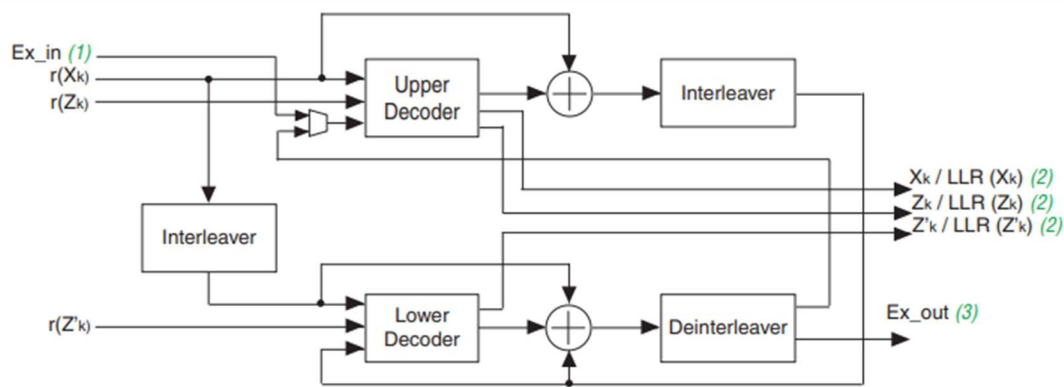 Ex_in (1)
r(Xk)
r(Zk)
Upper
Decoder
Interleaver
Xk / LLR (Xk) (2)
Zk / LLR (Zk) (2)
Z'k / LLR (Z'k) (2)
Interleaver
r(Z'k)
Lower
Decoder
Deinterleaver
Ex_out (3)